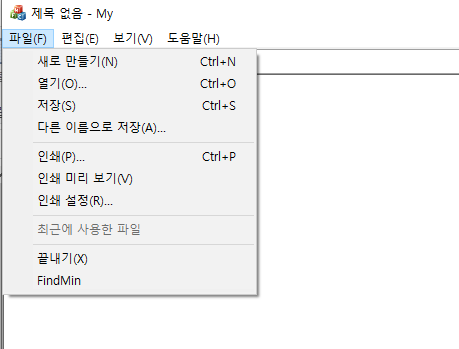 제목 없음 - My
파일(F) 편집(E) 보기(V) 도움말(H)
새로 만들기(N) Ctrl+N
열기(O)... Ctrl+O
저장(S) Ctrl+S
다른 이름으로 저장(A)...
인쇄(P)... Ctrl+P
인쇄 미리 보기(V)
인쇄 설정(R)...
최근에 사용한 파일
끝내기(X)
FindMin